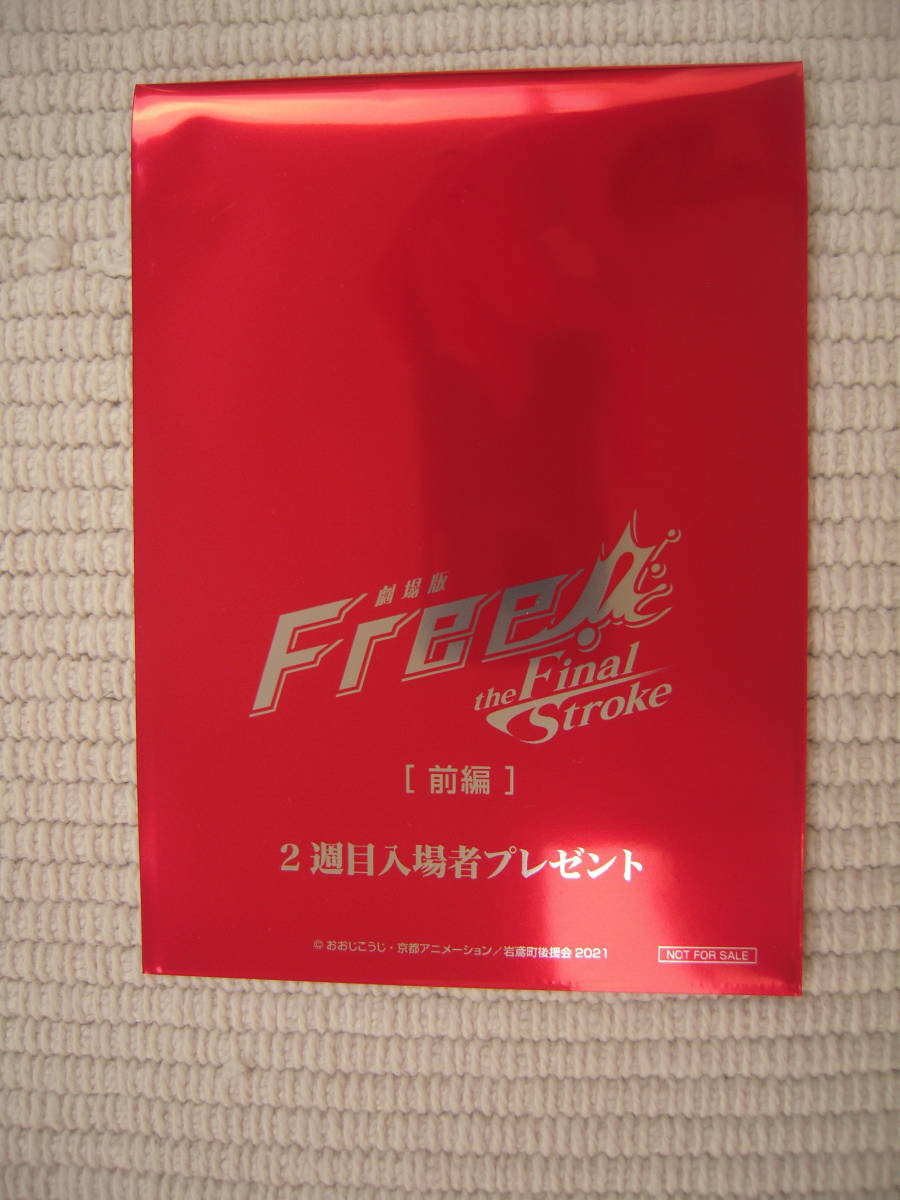 劇場版
Free!
the Final
Stroke
[ 前編 ]
2週目入場者プレゼント
© おおじこうじ・京都アニメーション／岩鳶町後援会 2021
NOT FOR SALE